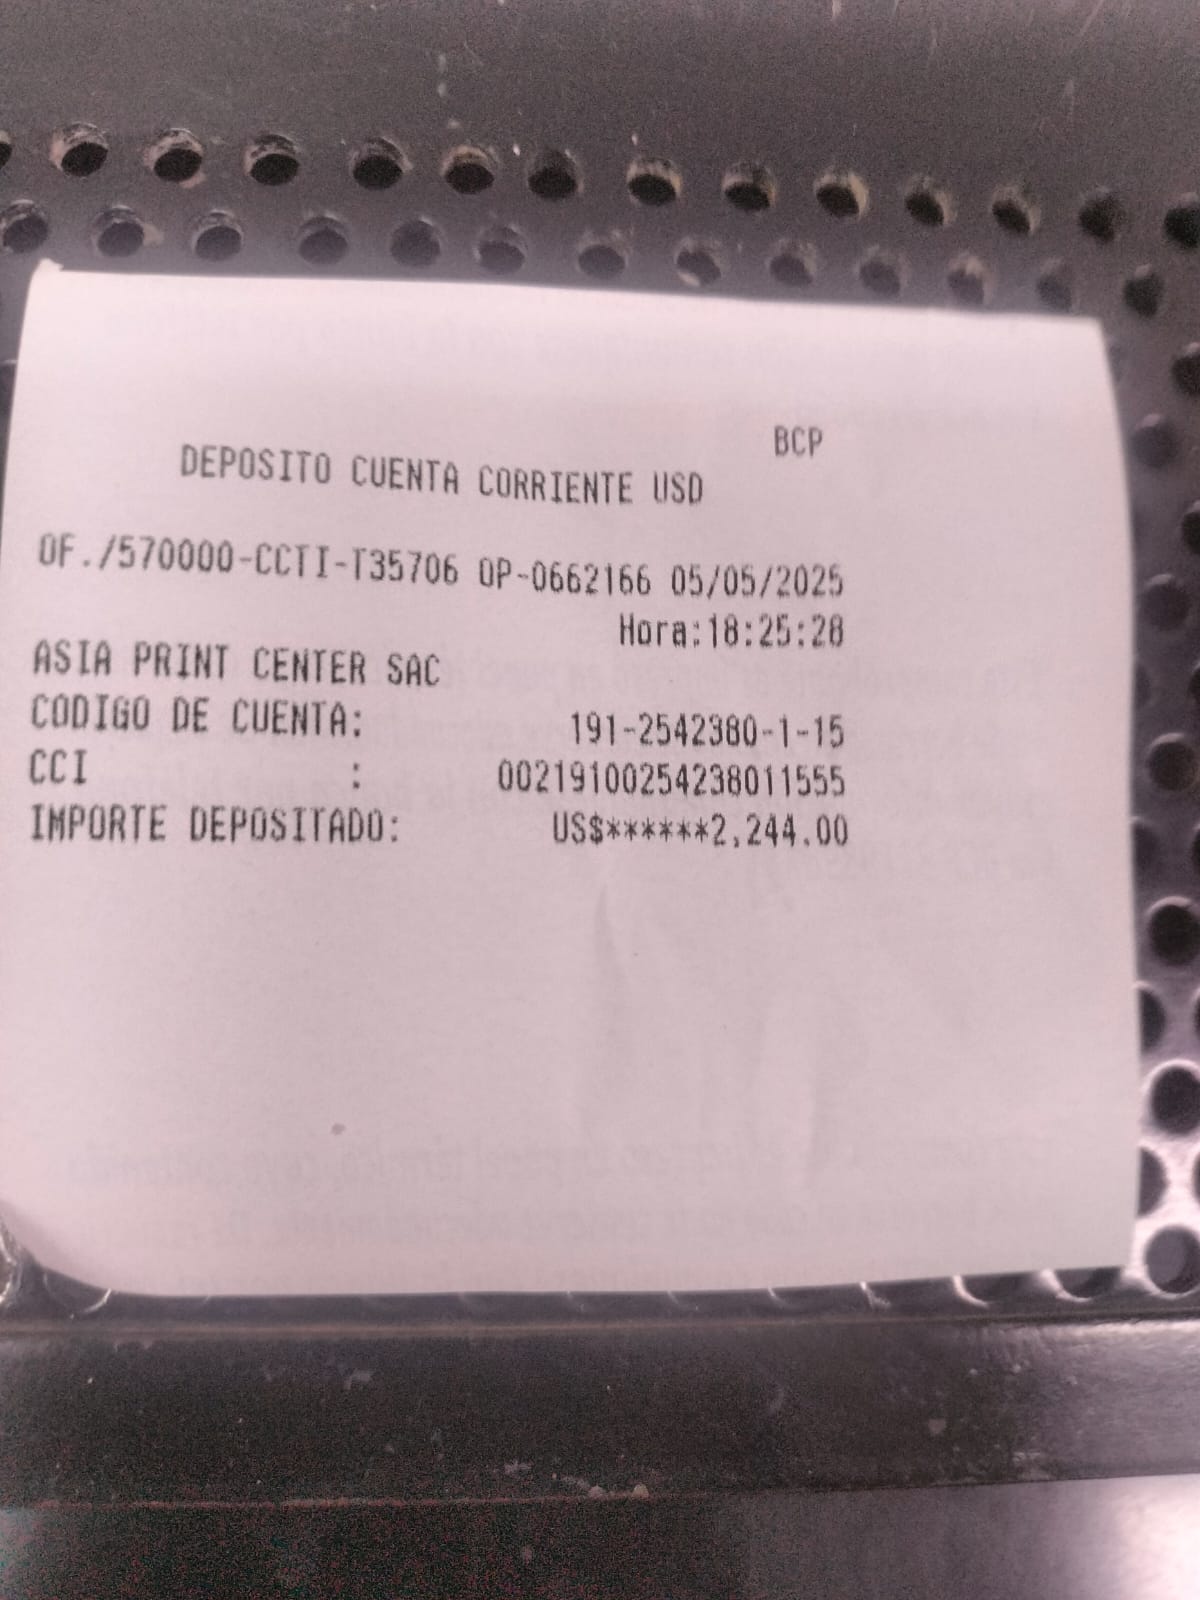 BCP
DEPOSITO CUENTA CORRIENTE USD
OF./570000-CCTI-T35706 OP-0662166 05/05/2025
Hora:18:25:28
ASIA PRINT CENTER SAC
CODIGO DE CUENTA: 191-2542380-1-15
CCI : 00219100254238011555
IMPORTE DEPOSITADO: US$******2,244.00